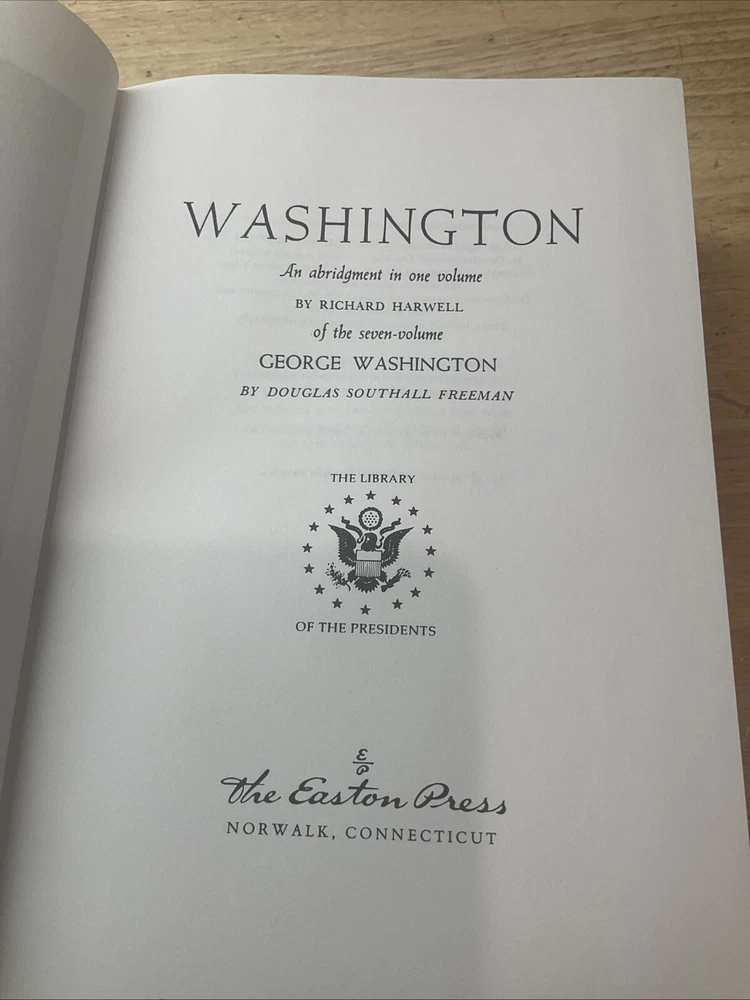 WASHINGTON
An abridgment in one volume
BY RICHARD HARWELL
of the seven-volume
GEORGE WASHINGTON
BY DOUGLAS SOUTHALL FREEMAN
THE LIBRARY
OF THE PRESIDENTS
E
P
The Easton Press
NORWALK, CONNECTICUT